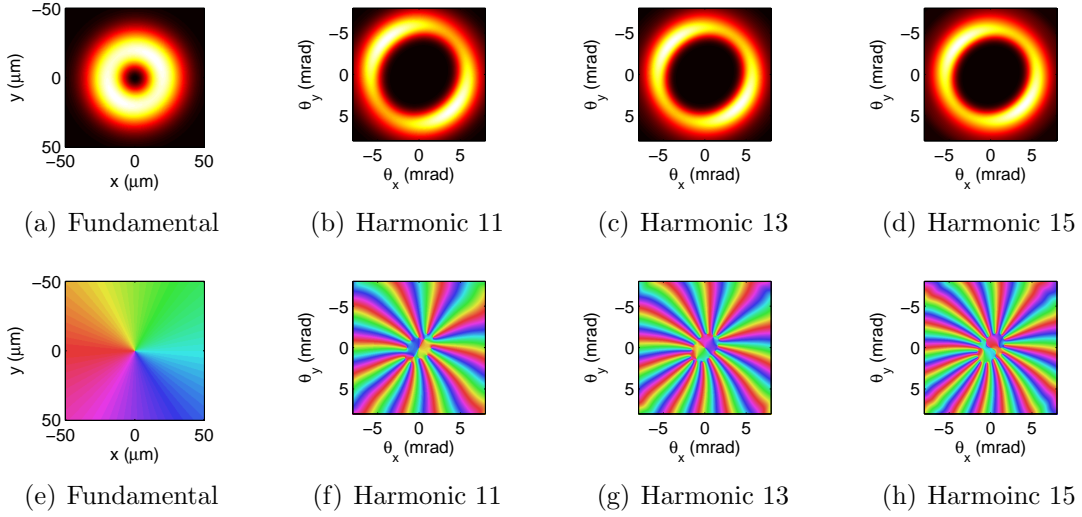 −50
0
50
−50
0
50
x (μm)
y (μm)
(a) Fundamental
−5
0
5
−5
0
5
θx (mrad)
θy (mrad)
(b) Harmonic 11
−5
0
5
−5
0
5
θx (mrad)
θy (mrad)
(c) Harmonic 13
−5
0
5
−5
0
5
θx (mrad)
θy (mrad)
(d) Harmonic 15
−50
0
50
−50
0
50
x (μm)
y (μm)
(e) Fundamental
−5
0
5
−5
0
5
θx (mrad)
θy (mrad)
(f) Harmonic 11
−5
0
5
−5
0
5
θx (mrad)
θy (mrad)
(g) Harmonic 13
−5
0
5
−5
0
5
θx (mrad)
θy (mrad)
(h) Harmoinc 15